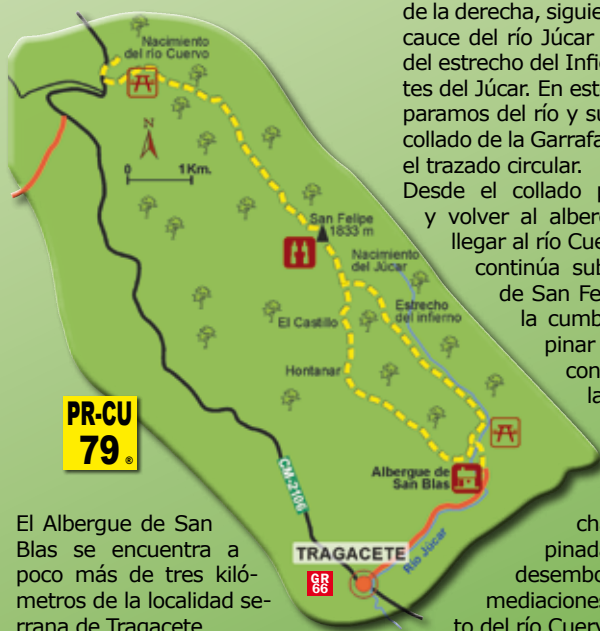 de la derecha, siguie
cauce del río Júcar
del estrecho del Infie
tes del Júcar. En est
paramos del río y su
collado de la Garrafa
el trazado circular.
Desde el collado p
y volver al alberg
llegar al río Cue
continúa sub
de San Fe
la cumb
pinar
con
la
Nacimiento
del río Cuervo
N
0 1Km.
San Felipe
1833 m
Nacimiento
del Júcar
Estrecho
del infierno
El Castillo
Hontanar
PR-CU
79 ®
Albergue de
San Blas
CM-2106
Río Júcar
TRAGACETE
GR
66
El Albergue de San
Blas se encuentra a
poco más de tres kiló-
metros de la localidad se-
rrana de Tragacete
cha
pinada
desembo
mediaciones
to del río Cuerv